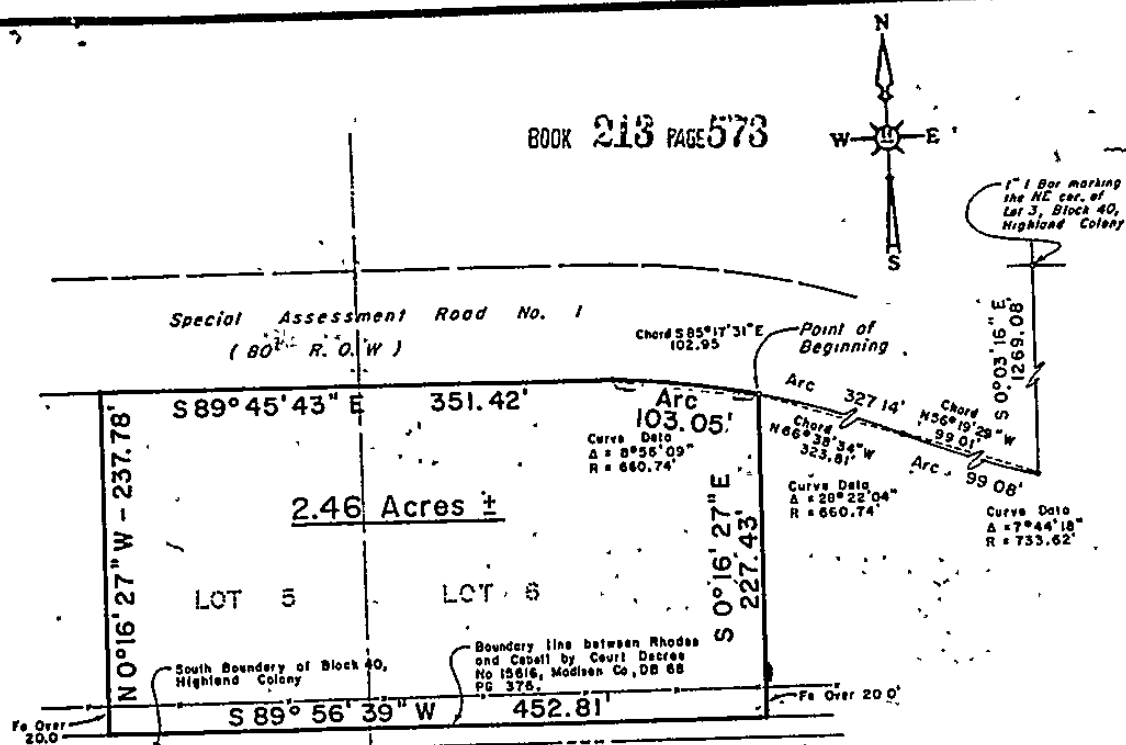 N
BOOK 213 PAGE 573
W E
S
1" I Bar marking
the NE cor. of
Lot 3, Block 40,
Highland Colony
S 0°03'16" E
1269.08
Special Assessment Road No. 1
(80' R.O.W)
Chord S 85°17'31" E
102.95
Point of
Beginning
S 89°45'43" E 351.42'
Arc
103.05'
Curve Data
Δ = 8°56'09"
R = 660.74'
Arc 327.14'
Chord
N 66°38'34" W
323.81'
Curve Data
Δ = 28°22'04"
R = 660.74'
Chord
N 56°19'29" W
99.01'
Arc 99.08'
Curve Data
Δ = 7°44'18"
R = 733.62'
N 0°16'27" W - 237.78'
2.46 Acres ±
S 0°16'27" E
227.43'
LOT 5 LOT 6
South Boundary of Block 40,
Highland Colony
Boundary line between Rhodes
and Cabell by Court Decree
No 15616, Madison Co, DB 68
PG 376.
Fe Over
20.0
S 89°56'39" W 452.81'
Fe Over 20.0'